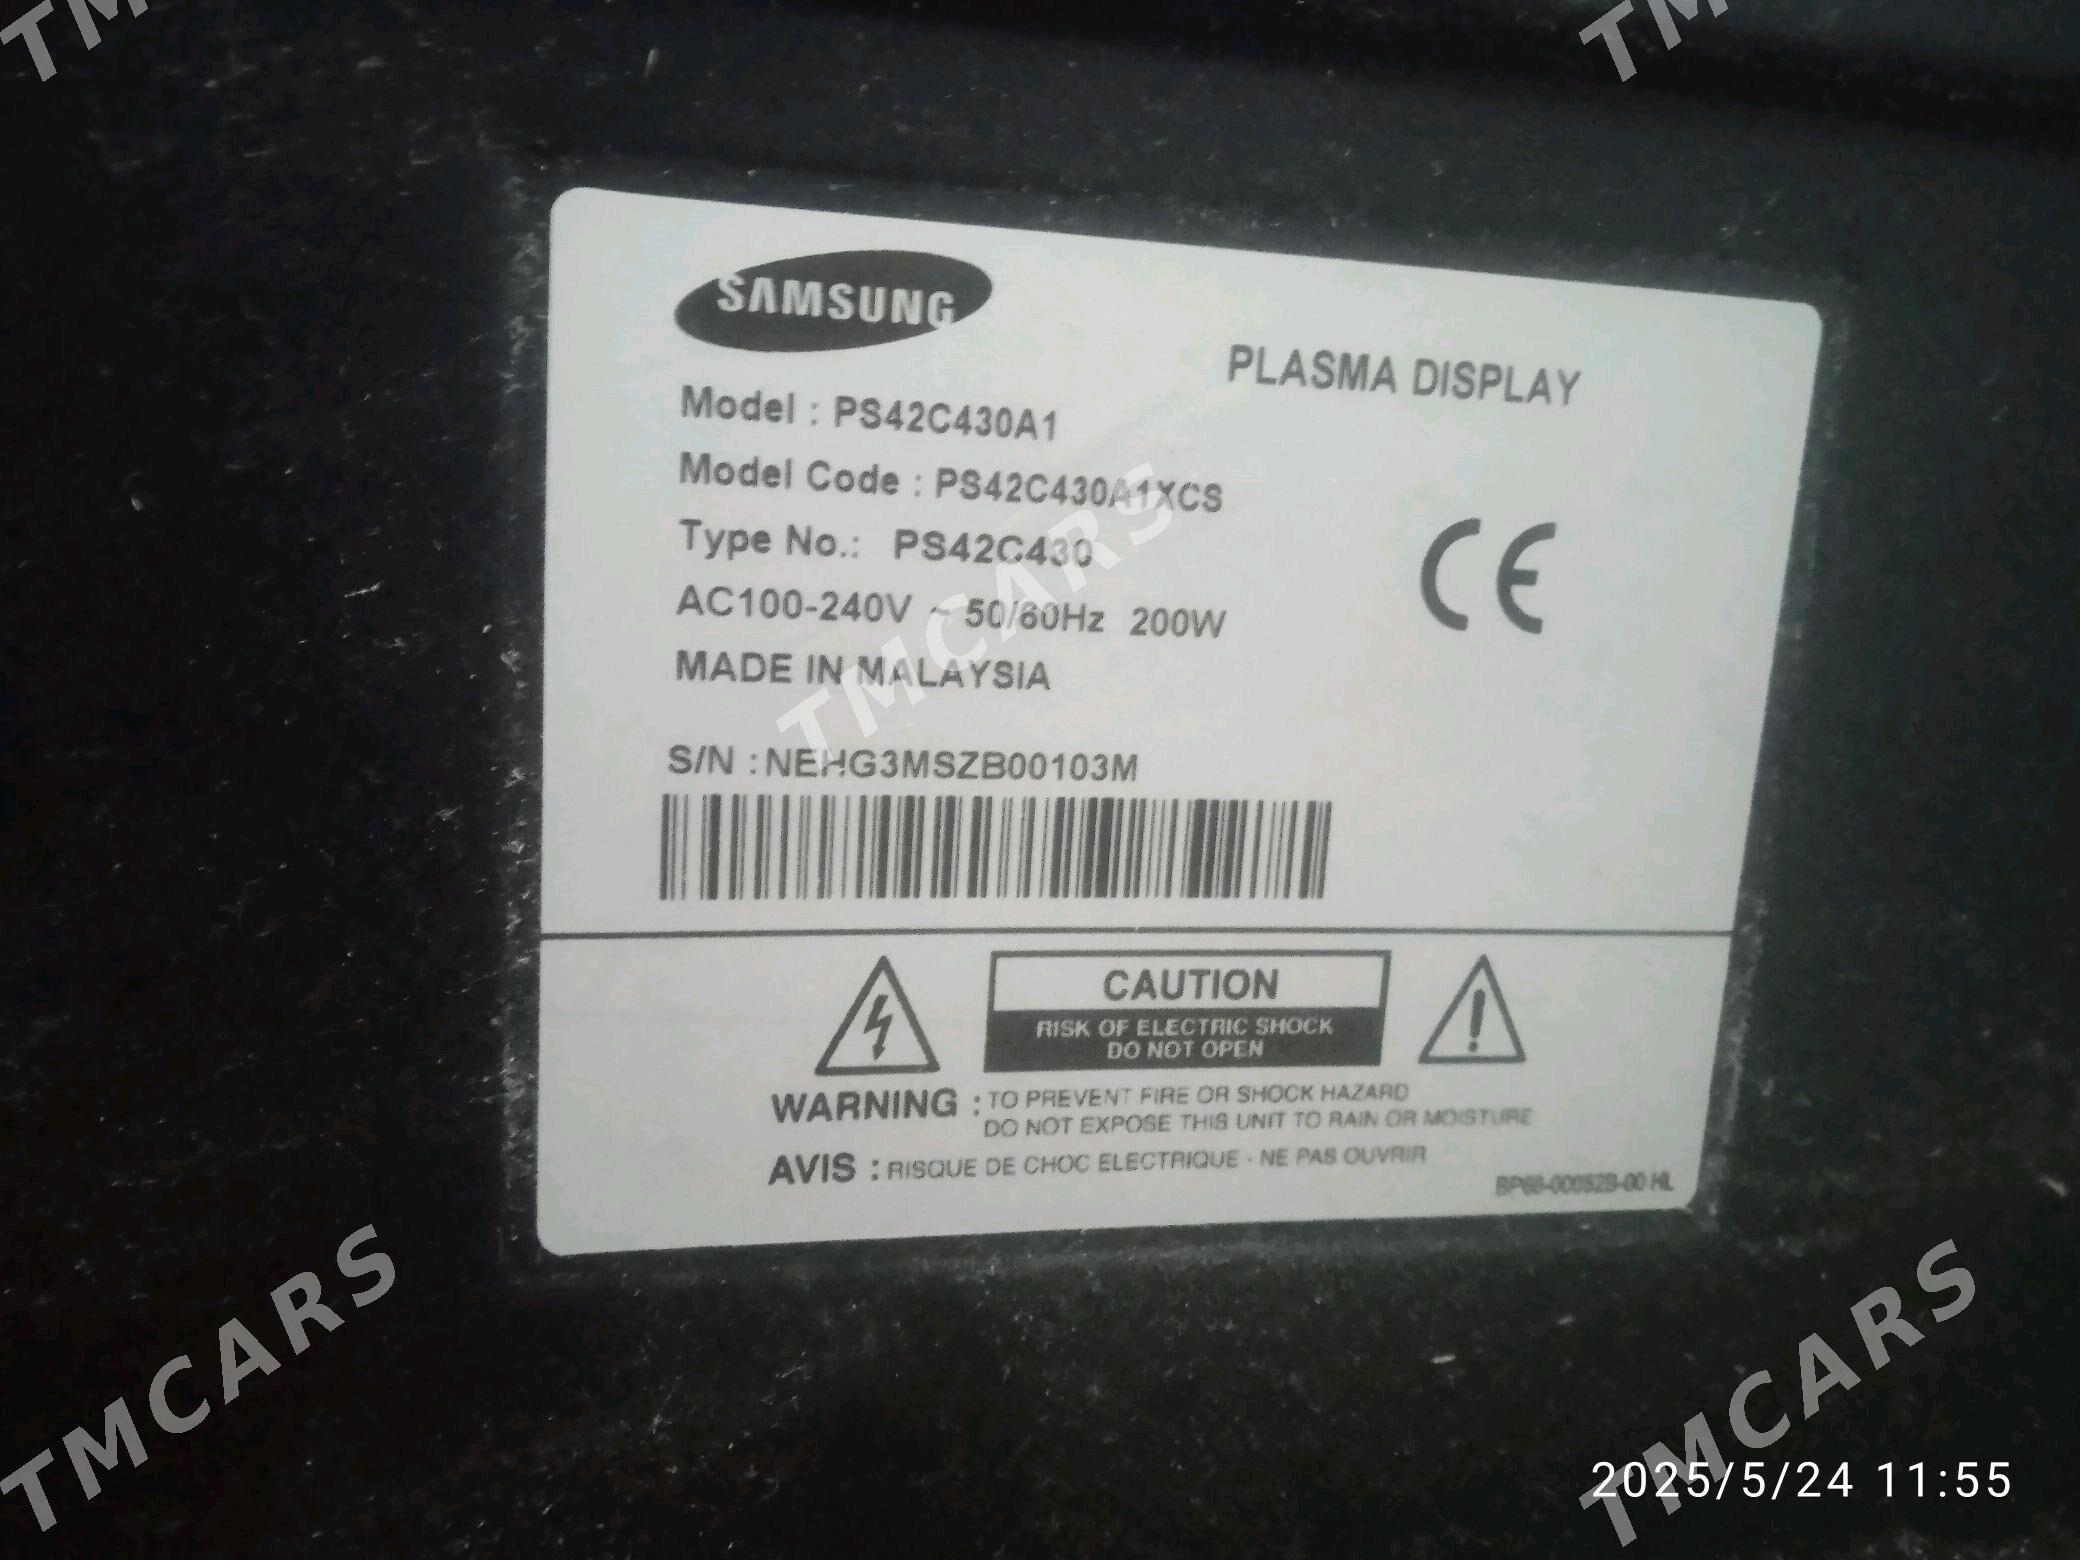 SAMSUNG
PLASMA DISPLAY
Model : PS42C430A1
Model Code : PS42C430A1XCS
Type No.: PS42C430
AC100-240V ~ 50/60Hz 200W
MADE IN MALAYSIA
CE
S/N : NEHG3MSZB00103M
CAUTION
RISK OF ELECTRIC SHOCK
DO NOT OPEN
WARNING : TO PREVENT FIRE OR SHOCK HAZARD
DO NOT EXPOSE THIS UNIT TO RAIN OR MOISTURE
AVIS : RISQUE DE CHOC ELECTRIQUE - NE PAS OUVRIR
TMCARS
TMCARS
TMCARS
2025/5/24 11:55